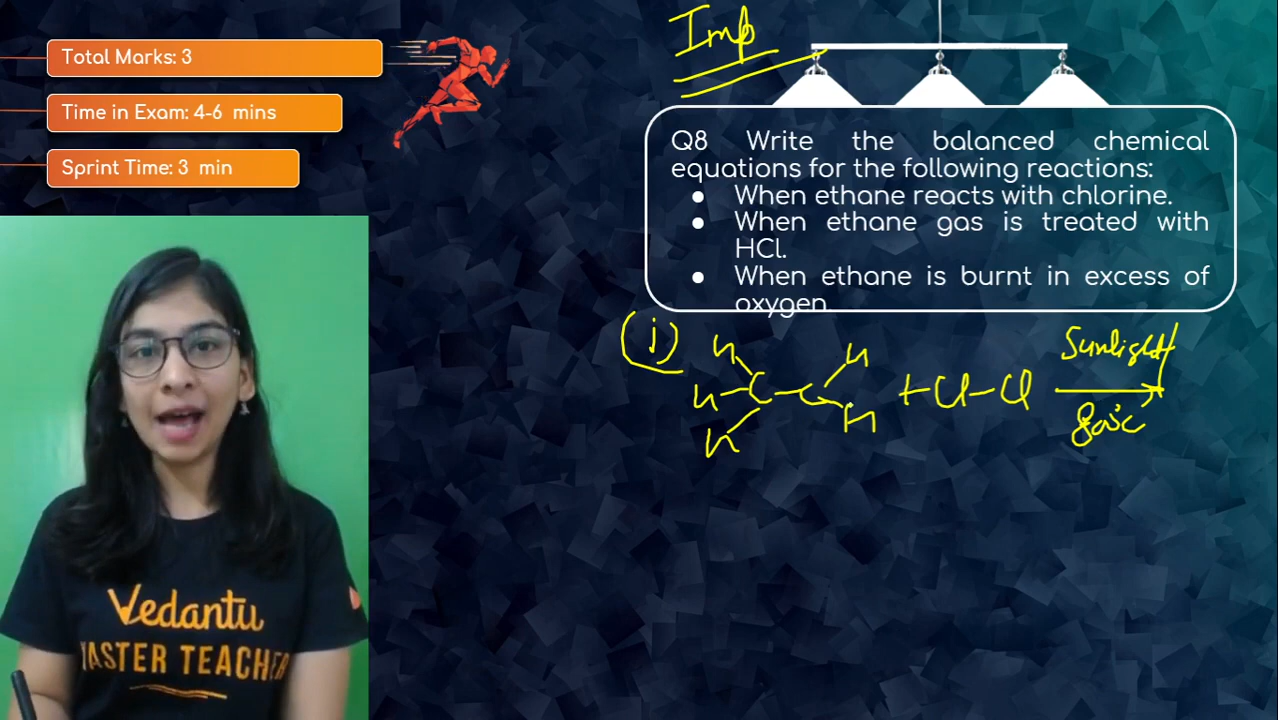 Total Marks: 3
Time in Exam: 4-6 mins
Sprint Time: 3 min
Imp
Q8 Write the balanced chemical
equations for the following reactions:
● When ethane reacts with chlorine.
● When ethane gas is treated with
HCl.
● When ethane is burnt in excess of
oxygen
(i)
H H
H - C - C + Cl - Cl Sunlight
H H
Vedantu
MASTER TEACHER